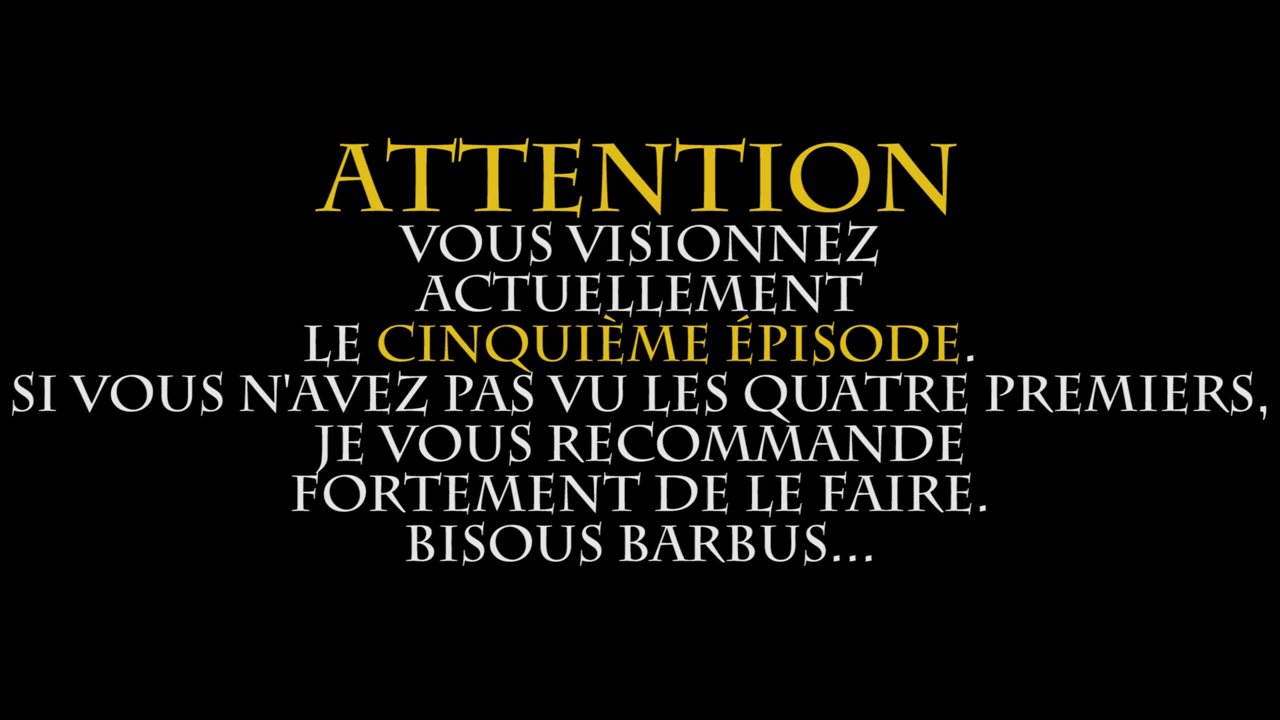 ATTENTION
VOUS VISIONNEZ
ACTUELLEMENT
LE CINQUIÈME ÉPISODE.
SI VOUS N'AVEZ PAS VU LES QUATRE PREMIERS,
JE VOUS RECOMMANDE
FORTEMENT DE LE FAIRE.
BISOUS BARBUS...